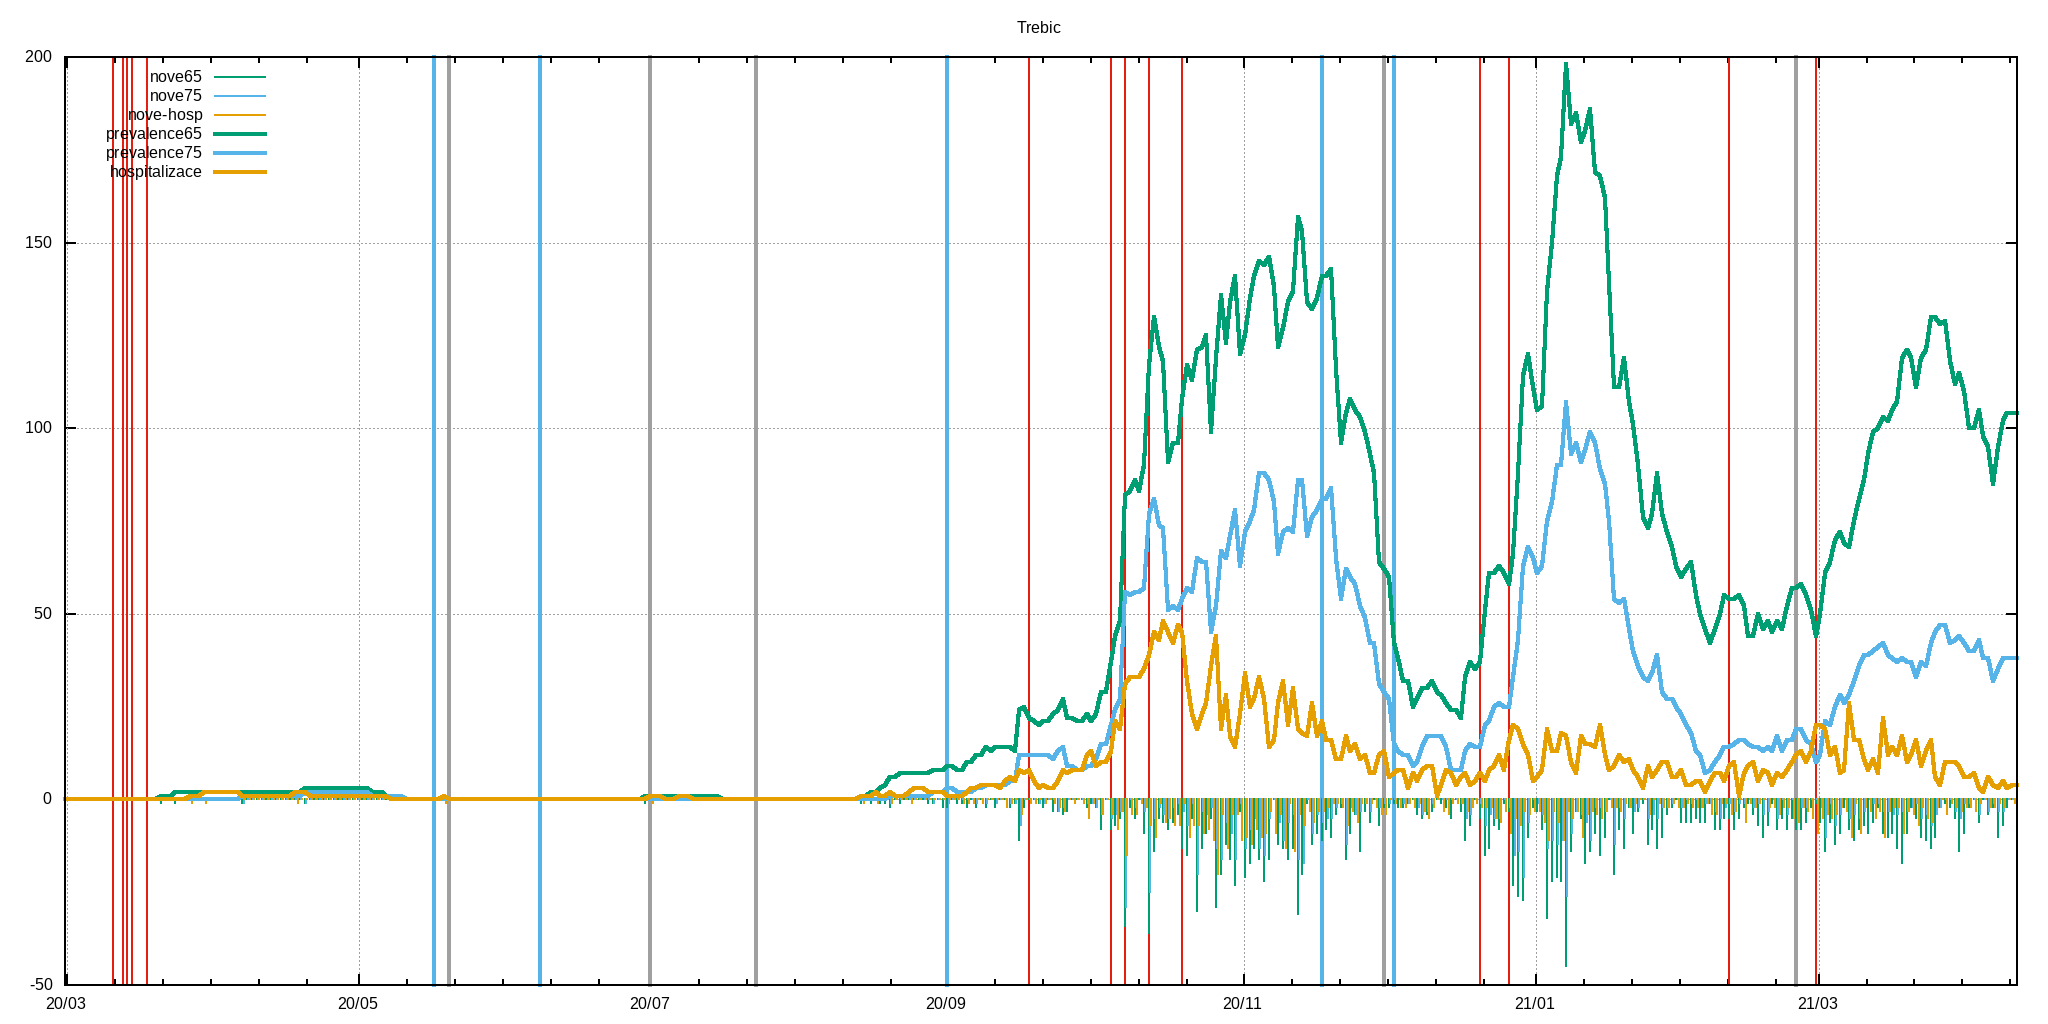 Trebic
200
nove65
nove75
nove-hosp
prevalence65
prevalence75
hospitalizace
150
100
50
0
-50
20/03 20/05 20/07 20/09 20/11 21/01 21/03